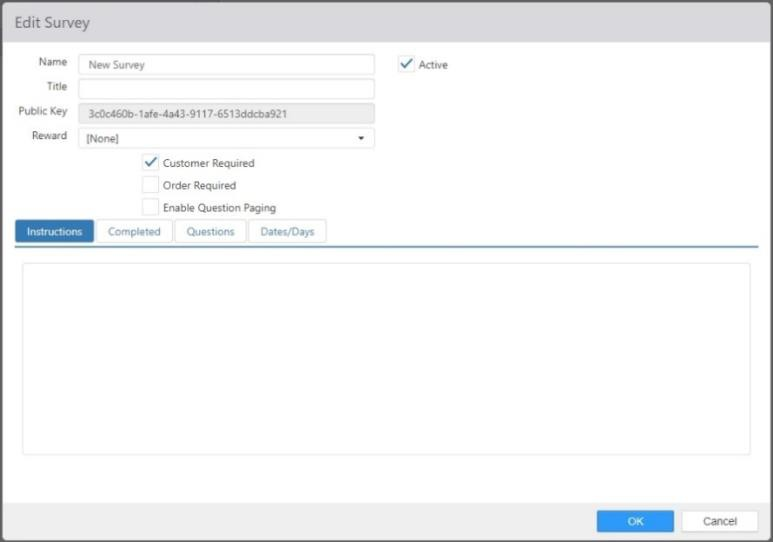 Edit Survey
Name New Survey Active
Title
Public Key 3c0c460b-1afe-4a43-9117-6513ddcba921
Reward [None]
Customer Required
Order Required
Enable Question Paging
Instructions Completed Questions Dates/Days
OK Cancel